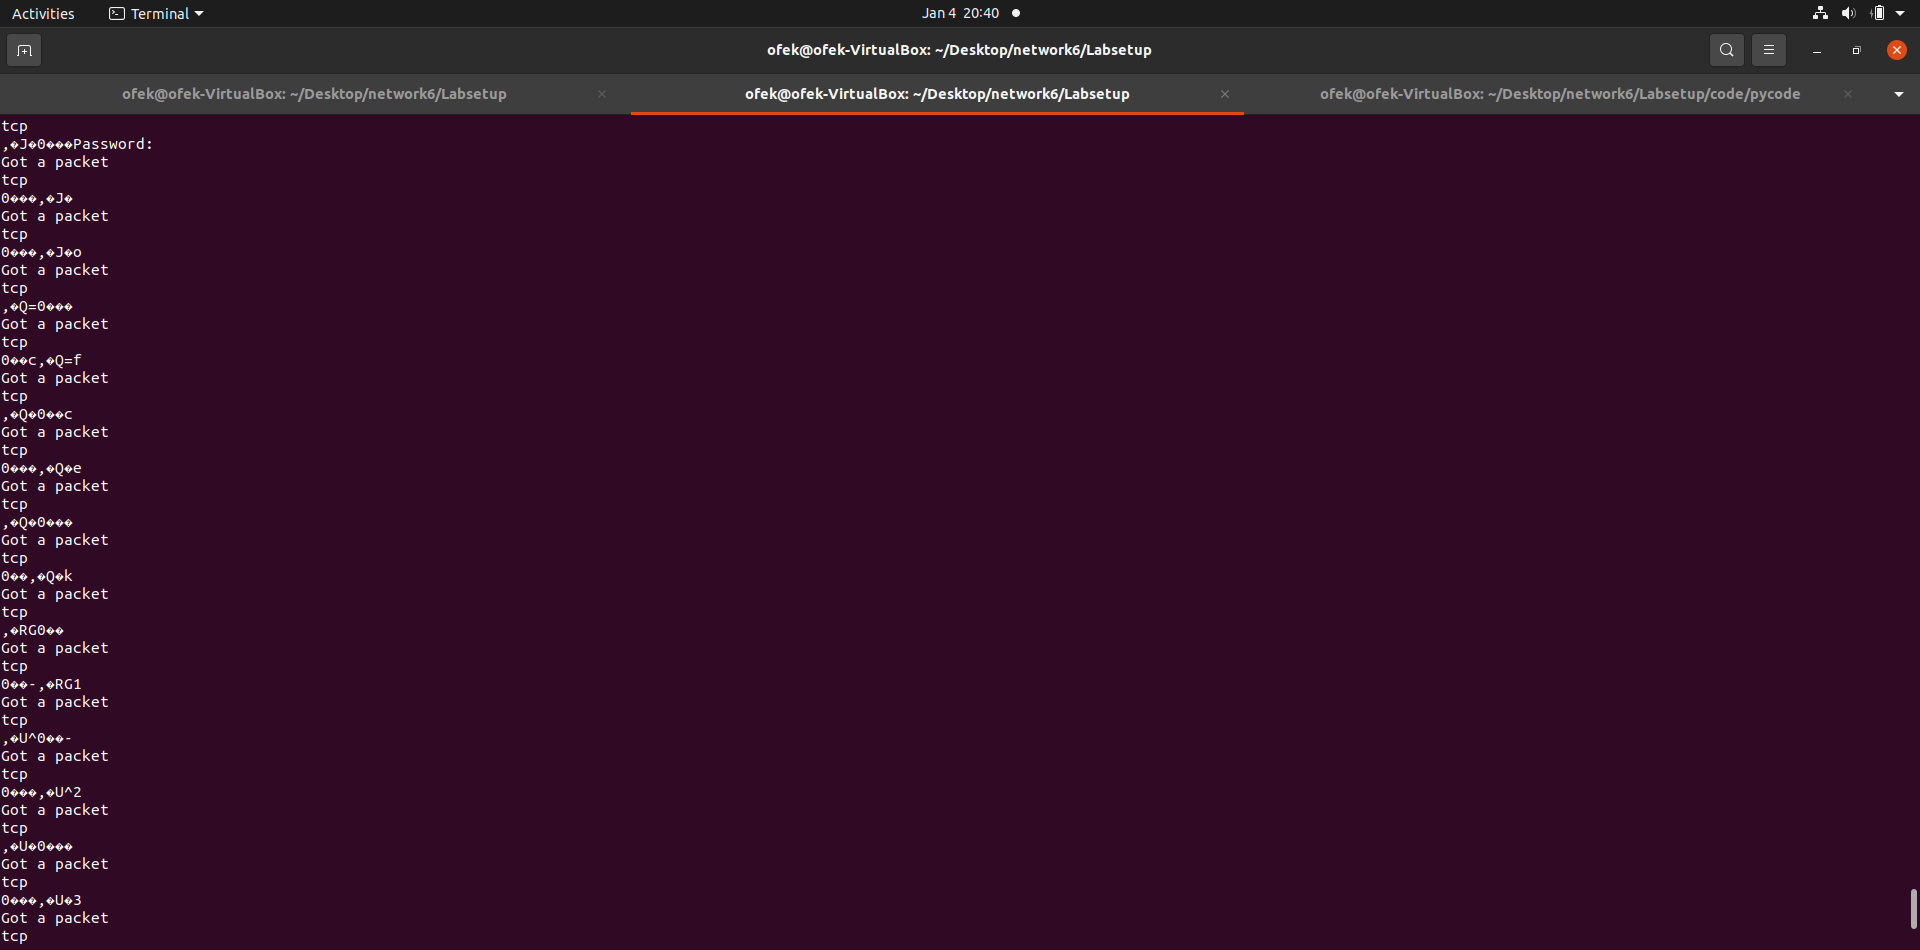 Activities
Terminal
Jan 4 20:40
ofek@ofek-VirtualBox: ~/Desktop/network6/Labsetup
ofek@ofek-VirtualBox: ~/Desktop/network6/Labsetup
ofek@ofek-VirtualBox: ~/Desktop/network6/Labsetup
ofek@ofek-VirtualBox: ~/Desktop/network6/Labsetup/code/pycode
tcp
,�J�0���Password:
Got a packet
tcp
0���,�J�
Got a packet
tcp
0���,�J�o
Got a packet
tcp
,�Q=0���
Got a packet
tcp
0��c,�Q=f
Got a packet
tcp
,�Q�0��c
Got a packet
tcp
0���,�Q�e
Got a packet
tcp
,�Q�0���
Got a packet
tcp
0��,�Q�k
Got a packet
tcp
,�RG0��
Got a packet
tcp
0��-,�RG1
Got a packet
tcp
,�U^0��-
Got a packet
tcp
0���,�U^2
Got a packet
tcp
,�U�0���
Got a packet
tcp
0���,�U�3
Got a packet
tcp